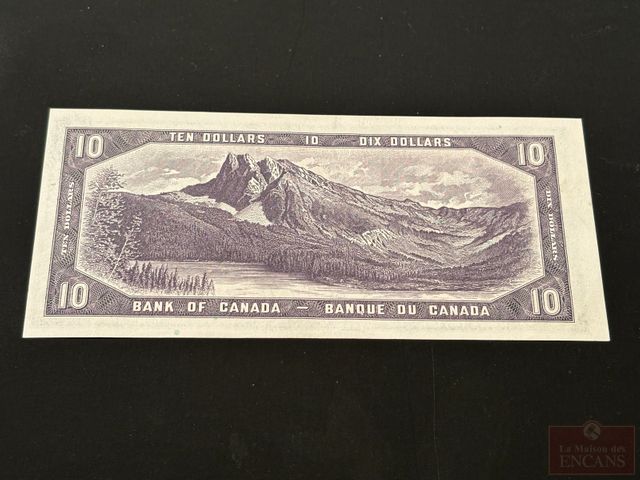 TEN DOLLARS 10 DIX DOLLARS
10 10
TEN DOLLARS
DIX DOLLARS
10 10
BANK OF CANADA — BANQUE DU CANADA
La Maison des
ENCANS